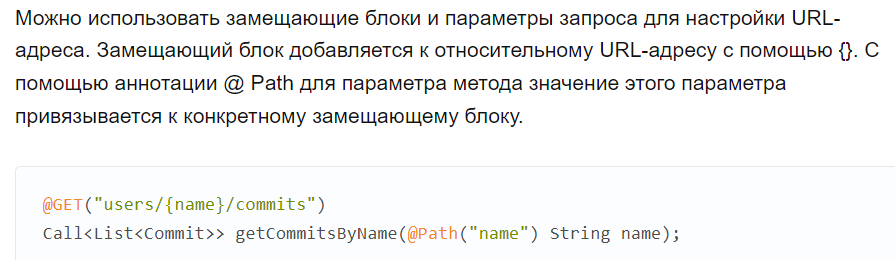 Можно использовать замещающие блоки и параметры запроса для настройки URL-
адреса. Замещающий блок добавляется к относительному URL-адресу с помощью {}. С
помощью аннотации @ Path для параметра метода значение этого параметра
привязывается к конкретному замещающему блоку.
@GET("users/{name}/commits")
Call<List<Commit>> getCommitsByName(@Path("name") String name);